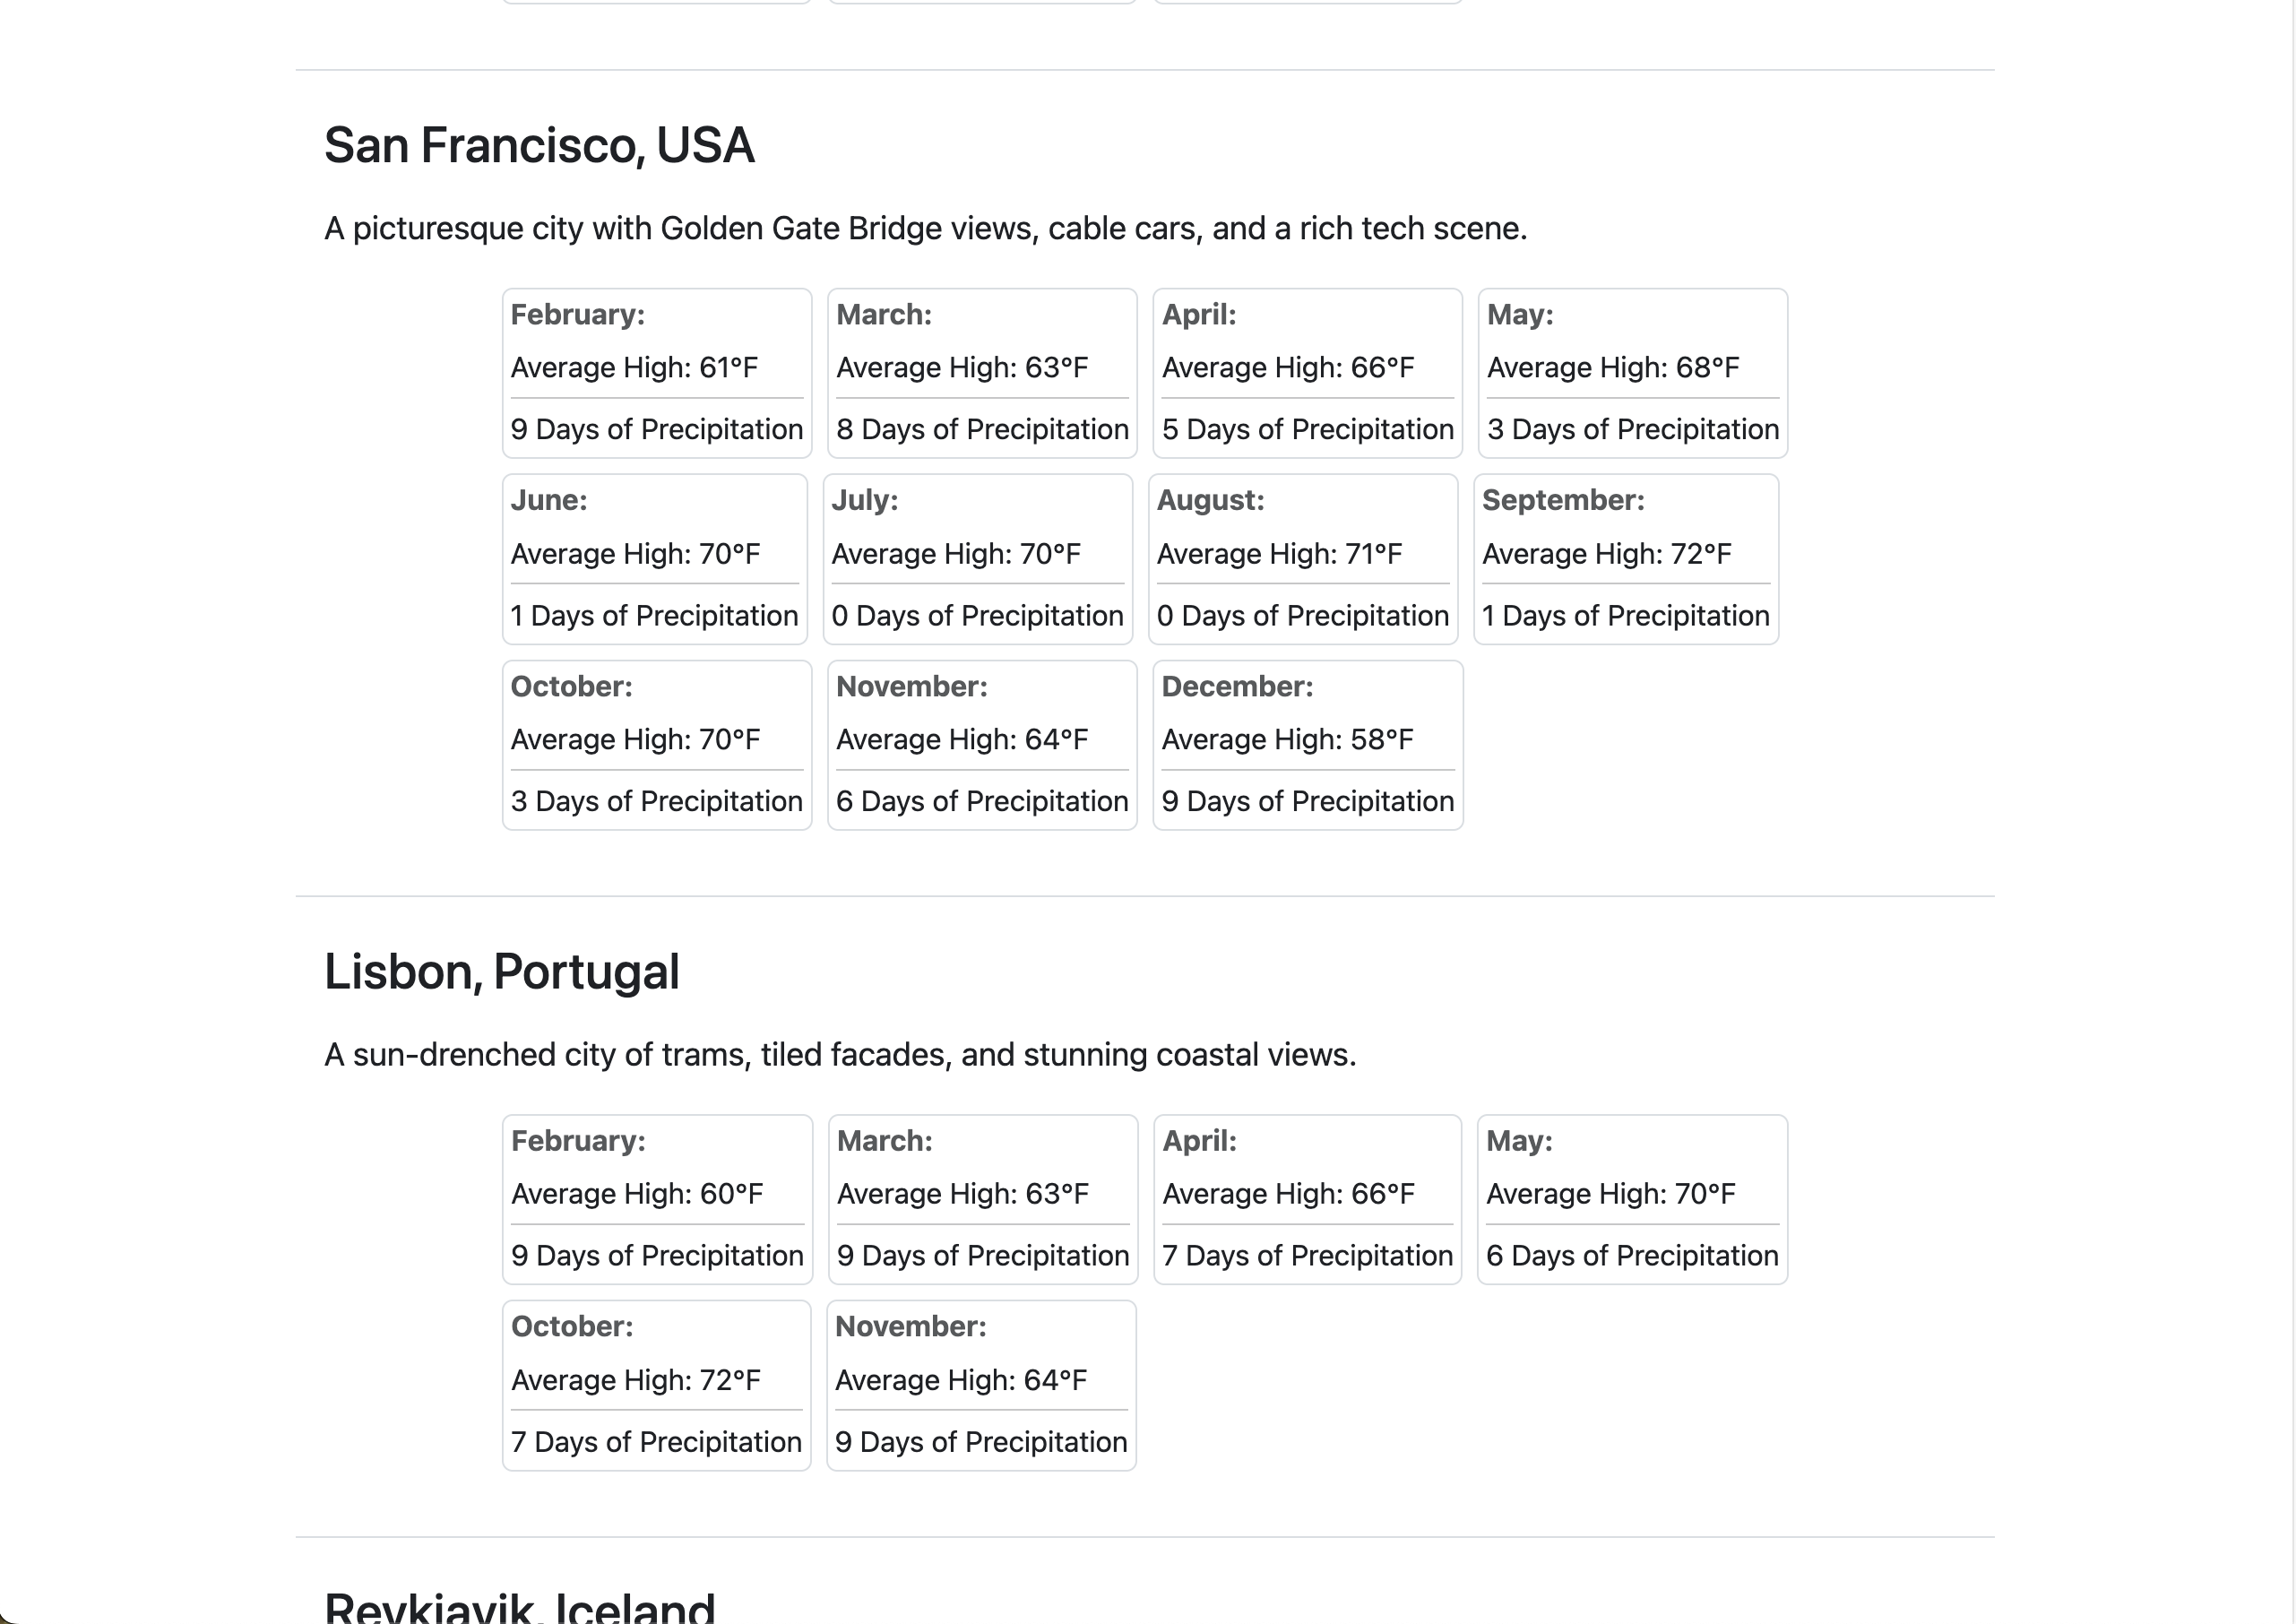 San Francisco, USA
A picturesque city with Golden Gate Bridge views, cable cars, and a rich tech scene.
February:
Average High: 61°F
9 Days of Precipitation
March:
Average High: 63°F
8 Days of Precipitation
April:
Average High: 66°F
5 Days of Precipitation
May:
Average High: 68°F
3 Days of Precipitation
June:
Average High: 70°F
1 Days of Precipitation
July:
Average High: 70°F
0 Days of Precipitation
August:
Average High: 71°F
0 Days of Precipitation
September:
Average High: 72°F
1 Days of Precipitation
October:
Average High: 70°F
3 Days of Precipitation
November:
Average High: 64°F
6 Days of Precipitation
December:
Average High: 58°F
9 Days of Precipitation
Lisbon, Portugal
A sun-drenched city of trams, tiled facades, and stunning coastal views.
February:
Average High: 60°F
9 Days of Precipitation
March:
Average High: 63°F
9 Days of Precipitation
April:
Average High: 66°F
7 Days of Precipitation
May:
Average High: 70°F
6 Days of Precipitation
October:
Average High: 72°F
7 Days of Precipitation
November:
Average High: 64°F
9 Days of Precipitation
Reykjavik, Iceland